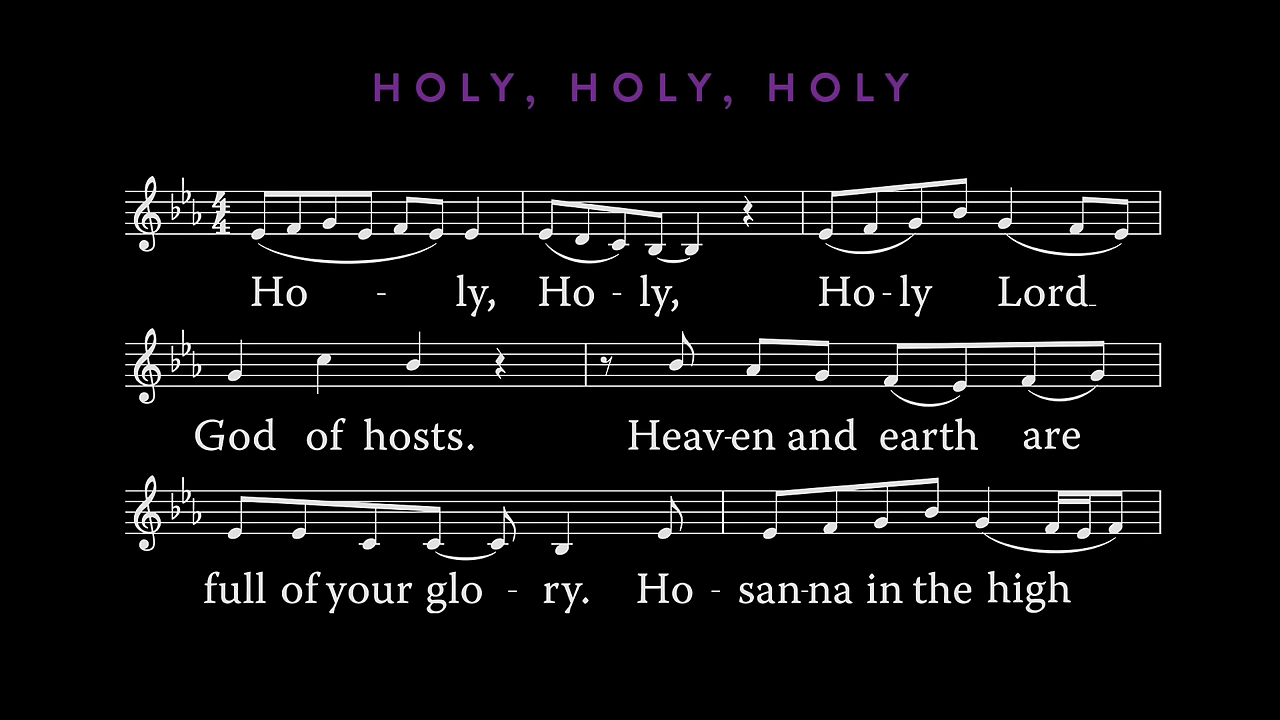 HOLY, HOLY, HOLY
Ho - ly, Ho - ly, Ho - ly Lord_
God of hosts. Heav-en and earth are
full of your glo - ry. Ho - san-na in the high